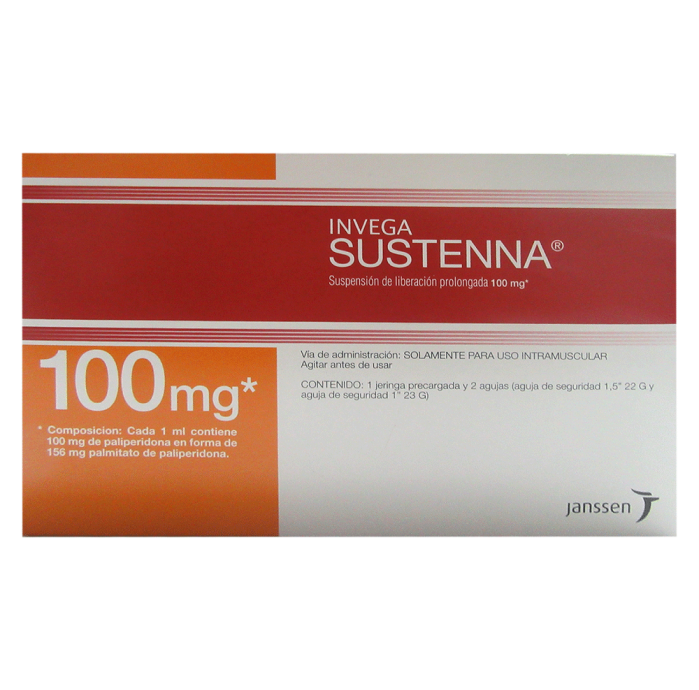 INVEGA
SUSTENNA®
Suspensión de liberación prolongada 100 mg*
100mg*
* Composicion: Cada 1 ml contiene
100 mg de paliperidona en forma de
156 mg palmitato de paliperidona.
Vía de administración: SOLAMENTE PARA USO INTRAMUSCULAR
Agitar antes de usar
CONTENIDO: 1 jeringa precargada y 2 agujas (aguja de seguridad 1,5" 22 G y
aguja de seguridad 1" 23 G)
janssen